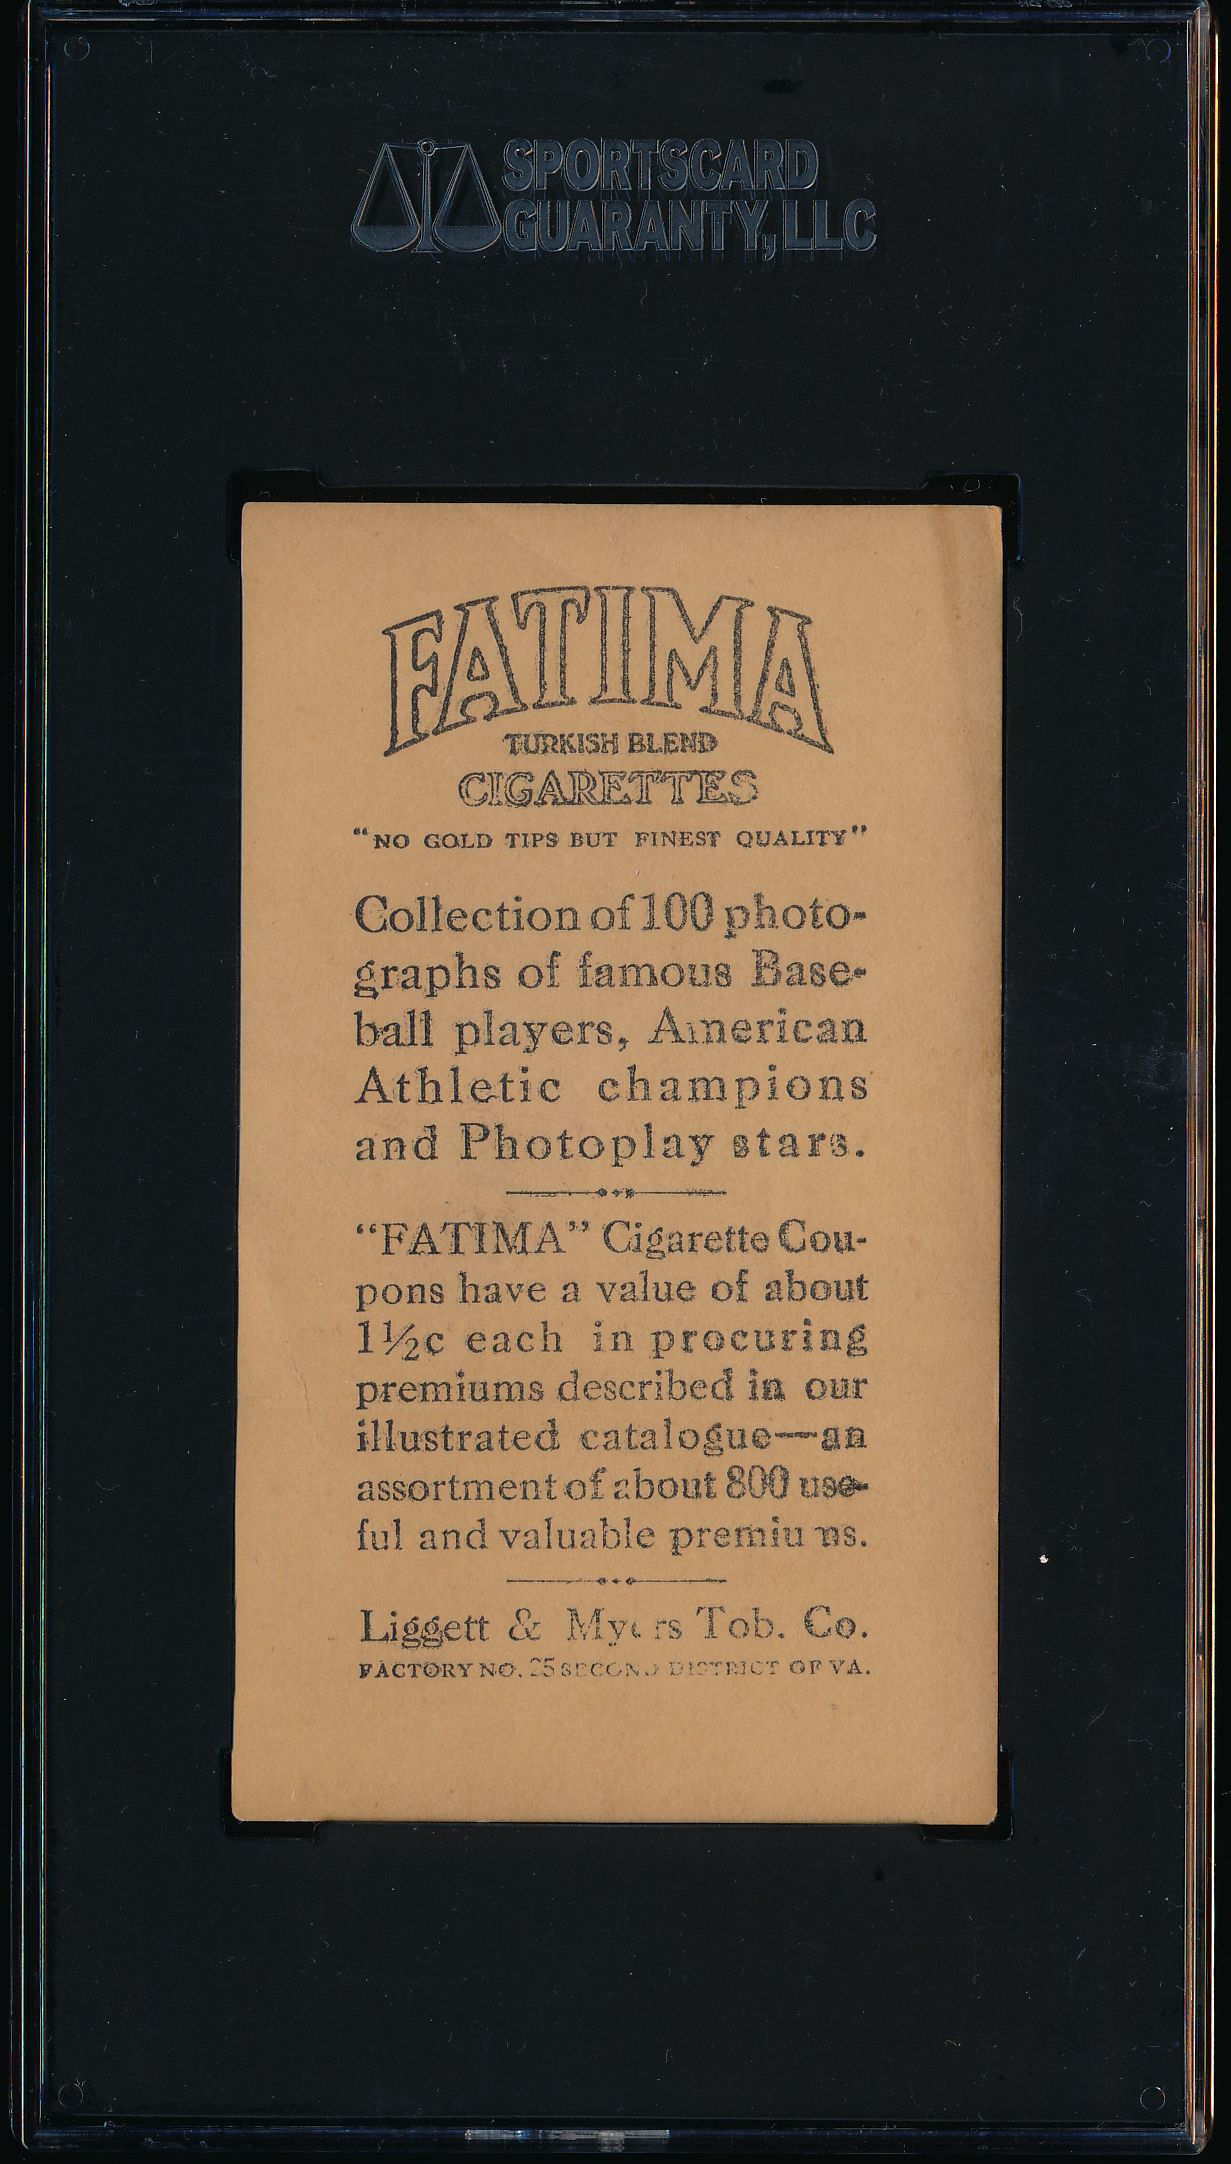 SPORTSCARD
GUARANTY, LLC
FATIMA
TURKISH BLEND
CIGARETTES
"NO GOLD TIPS BUT FINEST QUALITY"
Collection of 100 photo-
graphs of famous Base-
ball players, American
Athletic champions
and Photoplay stars.
"FATIMA" Cigarette Cou-
pons have a value of about
1½c each in procuring
premiums described in our
illustrated catalogue—an
assortment of about 800 use-
ful and valuable premiums.
Liggett & Myers Tob. Co.
FACTORY NO. 25 SECOND DISTRICT OF VA.